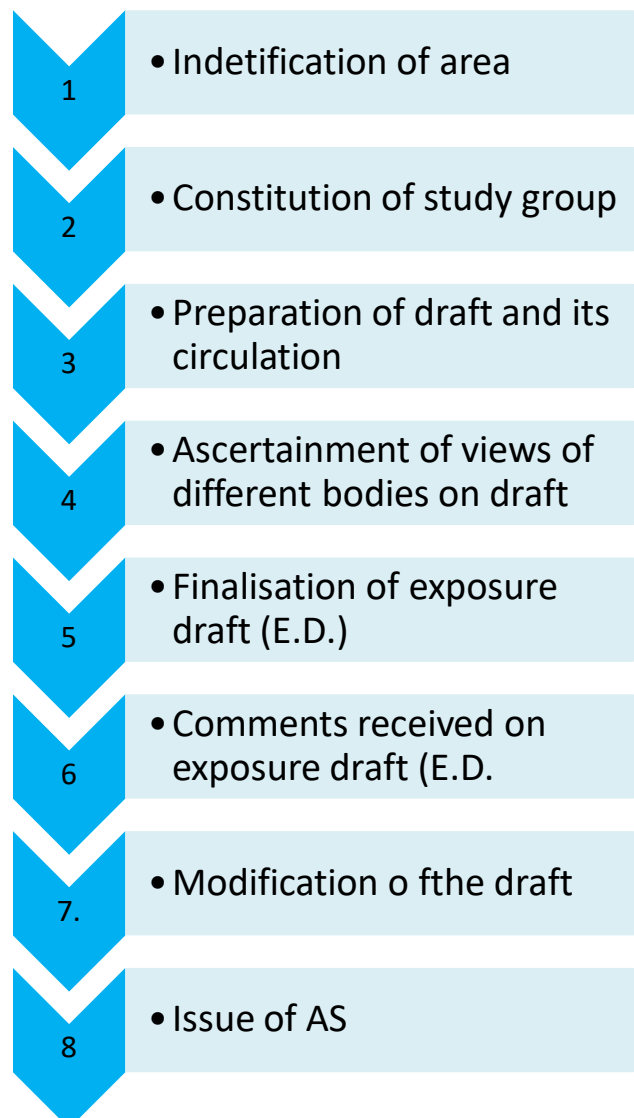 1
• Indetification of area
2
• Constitution of study group
3
• Preparation of draft and its
circulation
4
• Ascertainment of views of
different bodies on draft
5
• Finalisation of exposure
draft (E.D.)
6
• Comments received on
exposure draft (E.D.
7.
• Modification o fthe draft
8
• Issue of AS